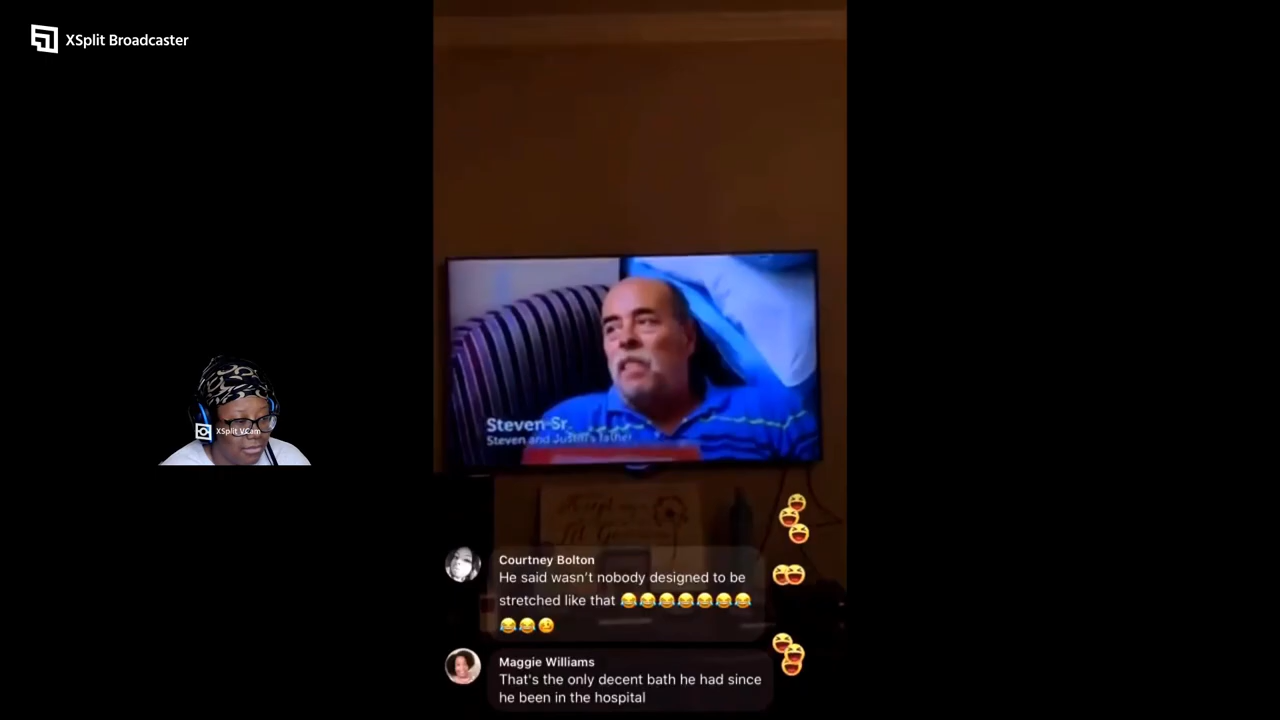 XSplit Broadcaster
XSplit VCam
Steven Sr.
Steven and Justin's father
Courtney Bolton
He said wasn’t nobody designed to be
stretched like that 😂😂😂😂😂😂😂
😂😂🤒
Maggie Williams
That's the only decent bath he had since
he been in the hospital